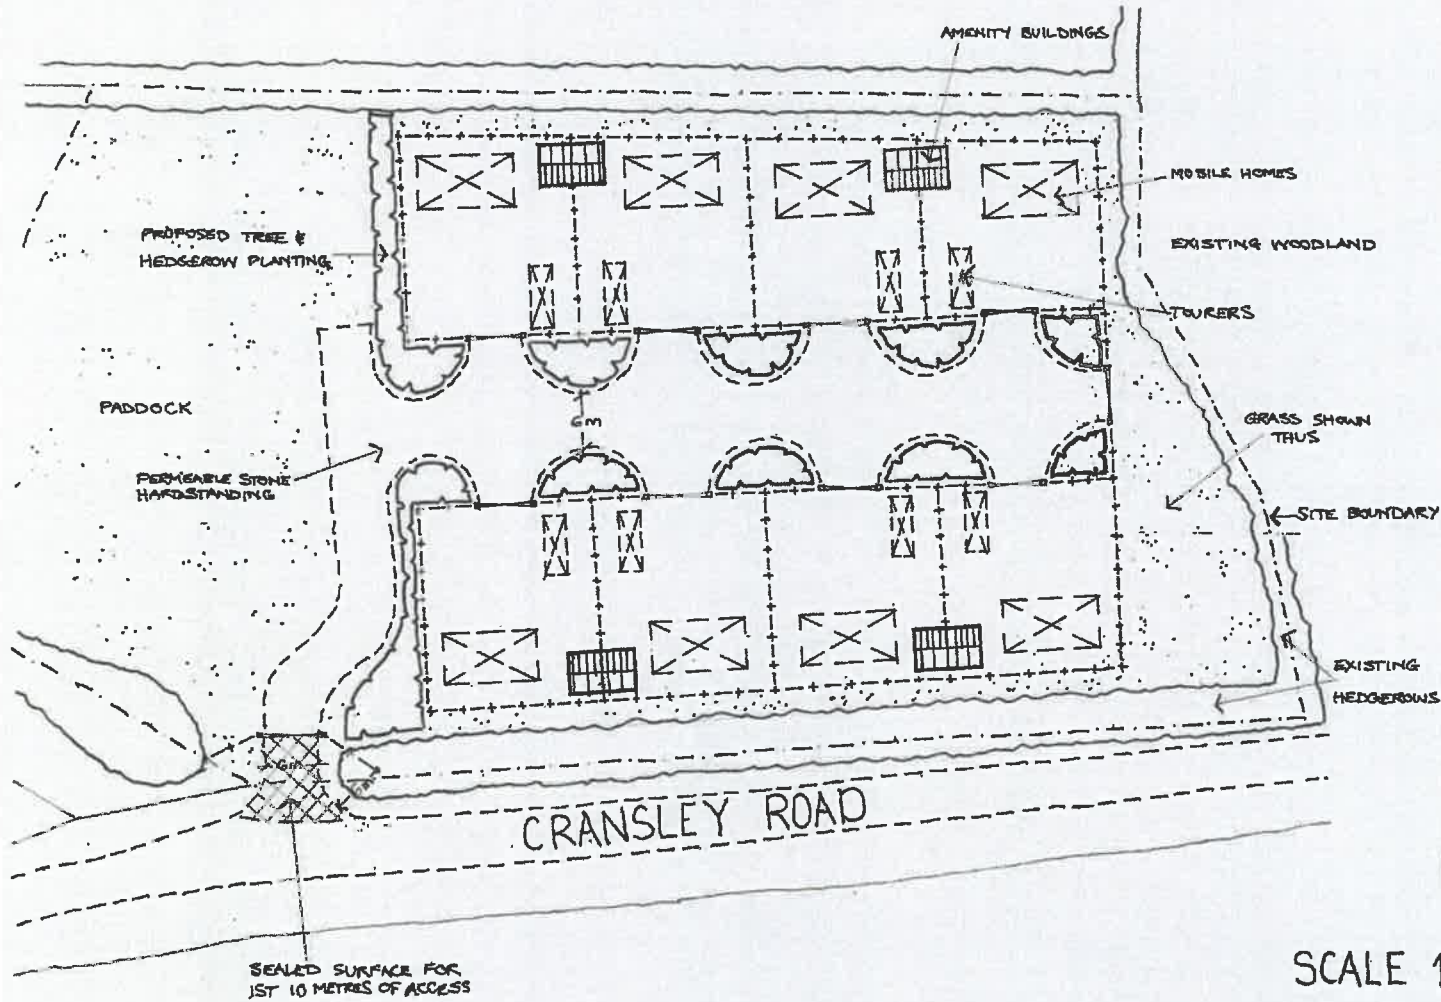 AMENITY BUILDINGS
MOBILE HOMES
PROPOSED TREE &
HEDGEROW PLANTING
EXISTING WOODLAND
TOURERS
PADDOCK
6m
GRASS SHOWN
THUS
PERMEABLE STONE
HARDSTANDING
SITE BOUNDARY
EXISTING
HEDGEROWS
6m
CRANSLEY ROAD
SEALED SURFACE FOR
1ST 10 METRES OF ACCESS
SCALE